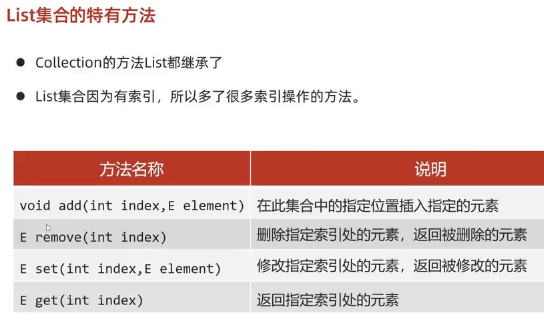 List集合的特有方法
● Collection的方法List都继承了
● List集合因为有索引，所以多了很多索引操作的方法。
方法名称 说明
void add(int index,E element) 在此集合中的指定位置插入指定的元素
E remove(int index) 删除指定索引处的元素，返回被删除的元素
E set(int index,E element) 修改指定索引处的元素，返回被修改的元素
E get(int index) 返回指定索引处的元素